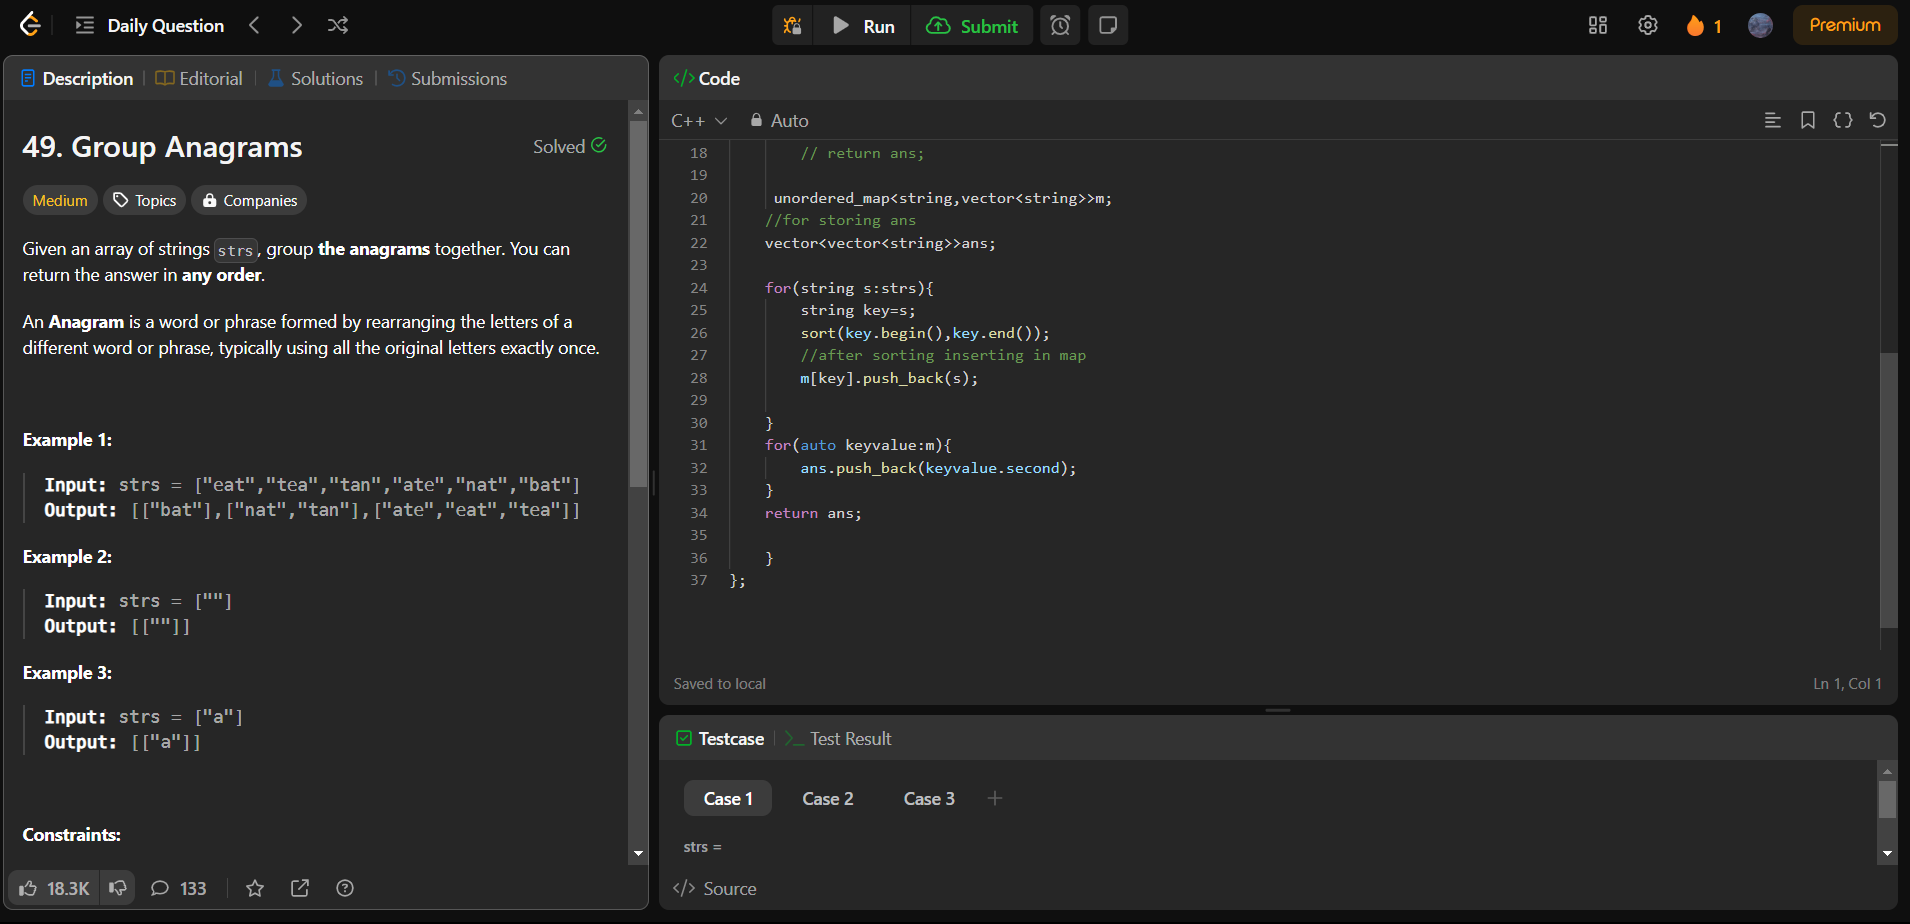 Daily Question
Run
Submit
1
Premium
Description
Editorial
Solutions
Submissions
49. Group Anagrams
Solved
Medium
Topics
Companies
Given an array of strings strs, group the anagrams together. You can
return the answer in any order.
An Anagram is a word or phrase formed by rearranging the letters of a
different word or phrase, typically using all the original letters exactly once.
Example 1:
Input: strs = ["eat","tea","tan","ate","nat","bat"]
Output: [["bat"],["nat","tan"],["ate","eat","tea"]]
Example 2:
Input: strs = [""]
Output: [[""]]
Example 3:
Input: strs = ["a"]
Output: [["a"]]
Constraints:
18.3K
133
</> Code
C++
Auto
18 // return ans;
19
20 unordered_map<string,vector<string>>m;
21 //for storing ans
22 vector<vector<string>>ans;
23
24 for(string s:strs){
25 string key=s;
26 sort(key.begin(),key.end());
27 //after sorting inserting in map
28 m[key].push_back(s);
29
30 }
31 for(auto keyvalue:m){
32 ans.push_back(keyvalue.second);
33 }
34 return ans;
35
36 }
37 };
Saved to local
Ln 1, Col 1
Testcase
Test Result
Case 1
Case 2
Case 3
+
strs =
</> Source